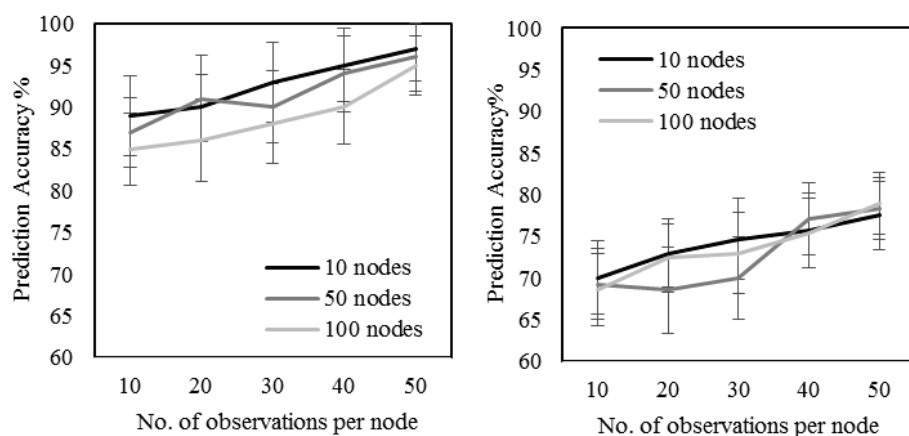 Prediction Accuracy %
100
95
90
85
80
75
70
65
60
10 nodes
50 nodes
100 nodes
10 20 30 40 50
No. of observations per node
Prediction Accuracy%
100
95
90
85
80
75
70
65
60
10 nodes
50 nodes
100 nodes
10 20 30 40 50
No. of observations per node